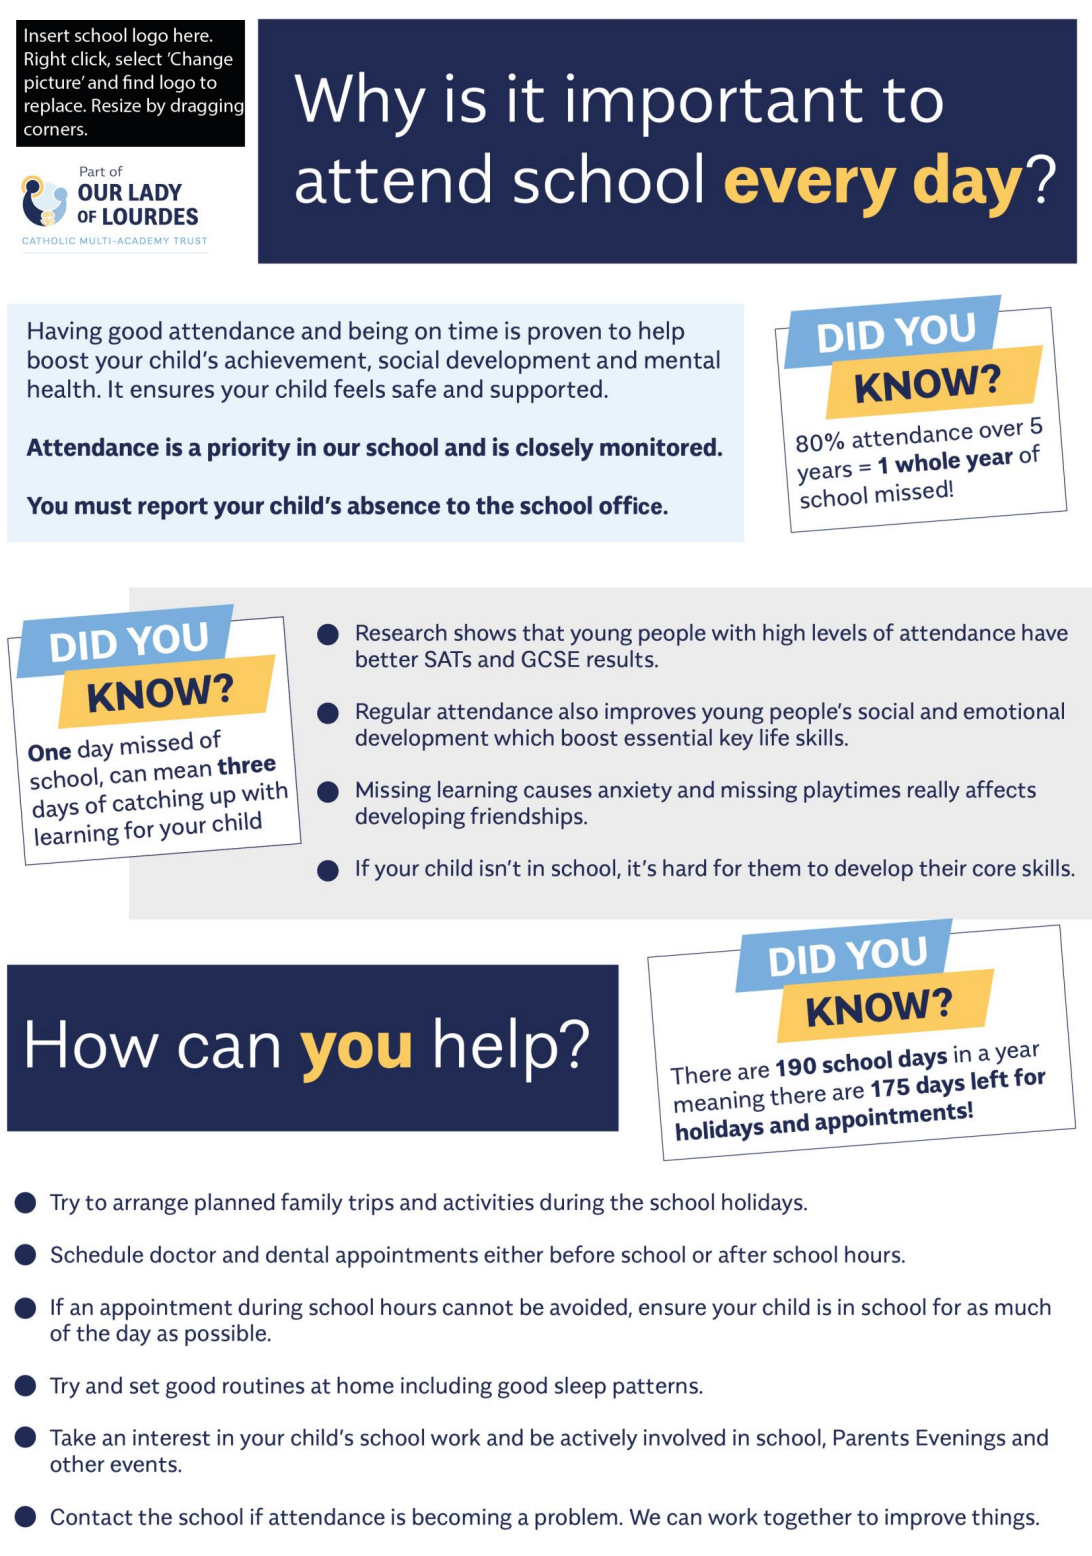 Insert school logo here.
Right click, select 'Change
picture' and find logo to
replace. Resize by dragging
corners.
Part of
OUR LADY
OF LOURDES
CATHOLIC MULTI-ACADEMY TRUST
Why is it important to
attend school every day?
Having good attendance and being on time is proven to help
boost your child's achievement, social development and mental
health. It ensures your child feels safe and supported.
Attendance is a priority in our school and is closely monitored.
You must report your child's absence to the school office.
DID YOU
KNOW?
80% attendance over 5
years = 1 whole year of
school missed!
DID YOU
KNOW?
One day missed of
school, can mean three
days of catching up with
learning for your child
● Research shows that young people with high levels of attendance have
better SATs and GCSE results.
● Regular attendance also improves young people's social and emotional
development which boost essential key life skills.
● Missing learning causes anxiety and missing playtimes really affects
developing friendships.
● If your child isn't in school, it's hard for them to develop their core skills.
How can you help?
DID YOU
KNOW?
There are 190 school days in a year
meaning there are 175 days left for
holidays and appointments!
● Try to arrange planned family trips and activities during the school holidays.
● Schedule doctor and dental appointments either before school or after school hours.
● If an appointment during school hours cannot be avoided, ensure your child is in school for as much
of the day as possible.
● Try and set good routines at home including good sleep patterns.
● Take an interest in your child's school work and be actively involved in school, Parents Evenings and
other events.
● Contact the school if attendance is becoming a problem. We can work together to improve things.